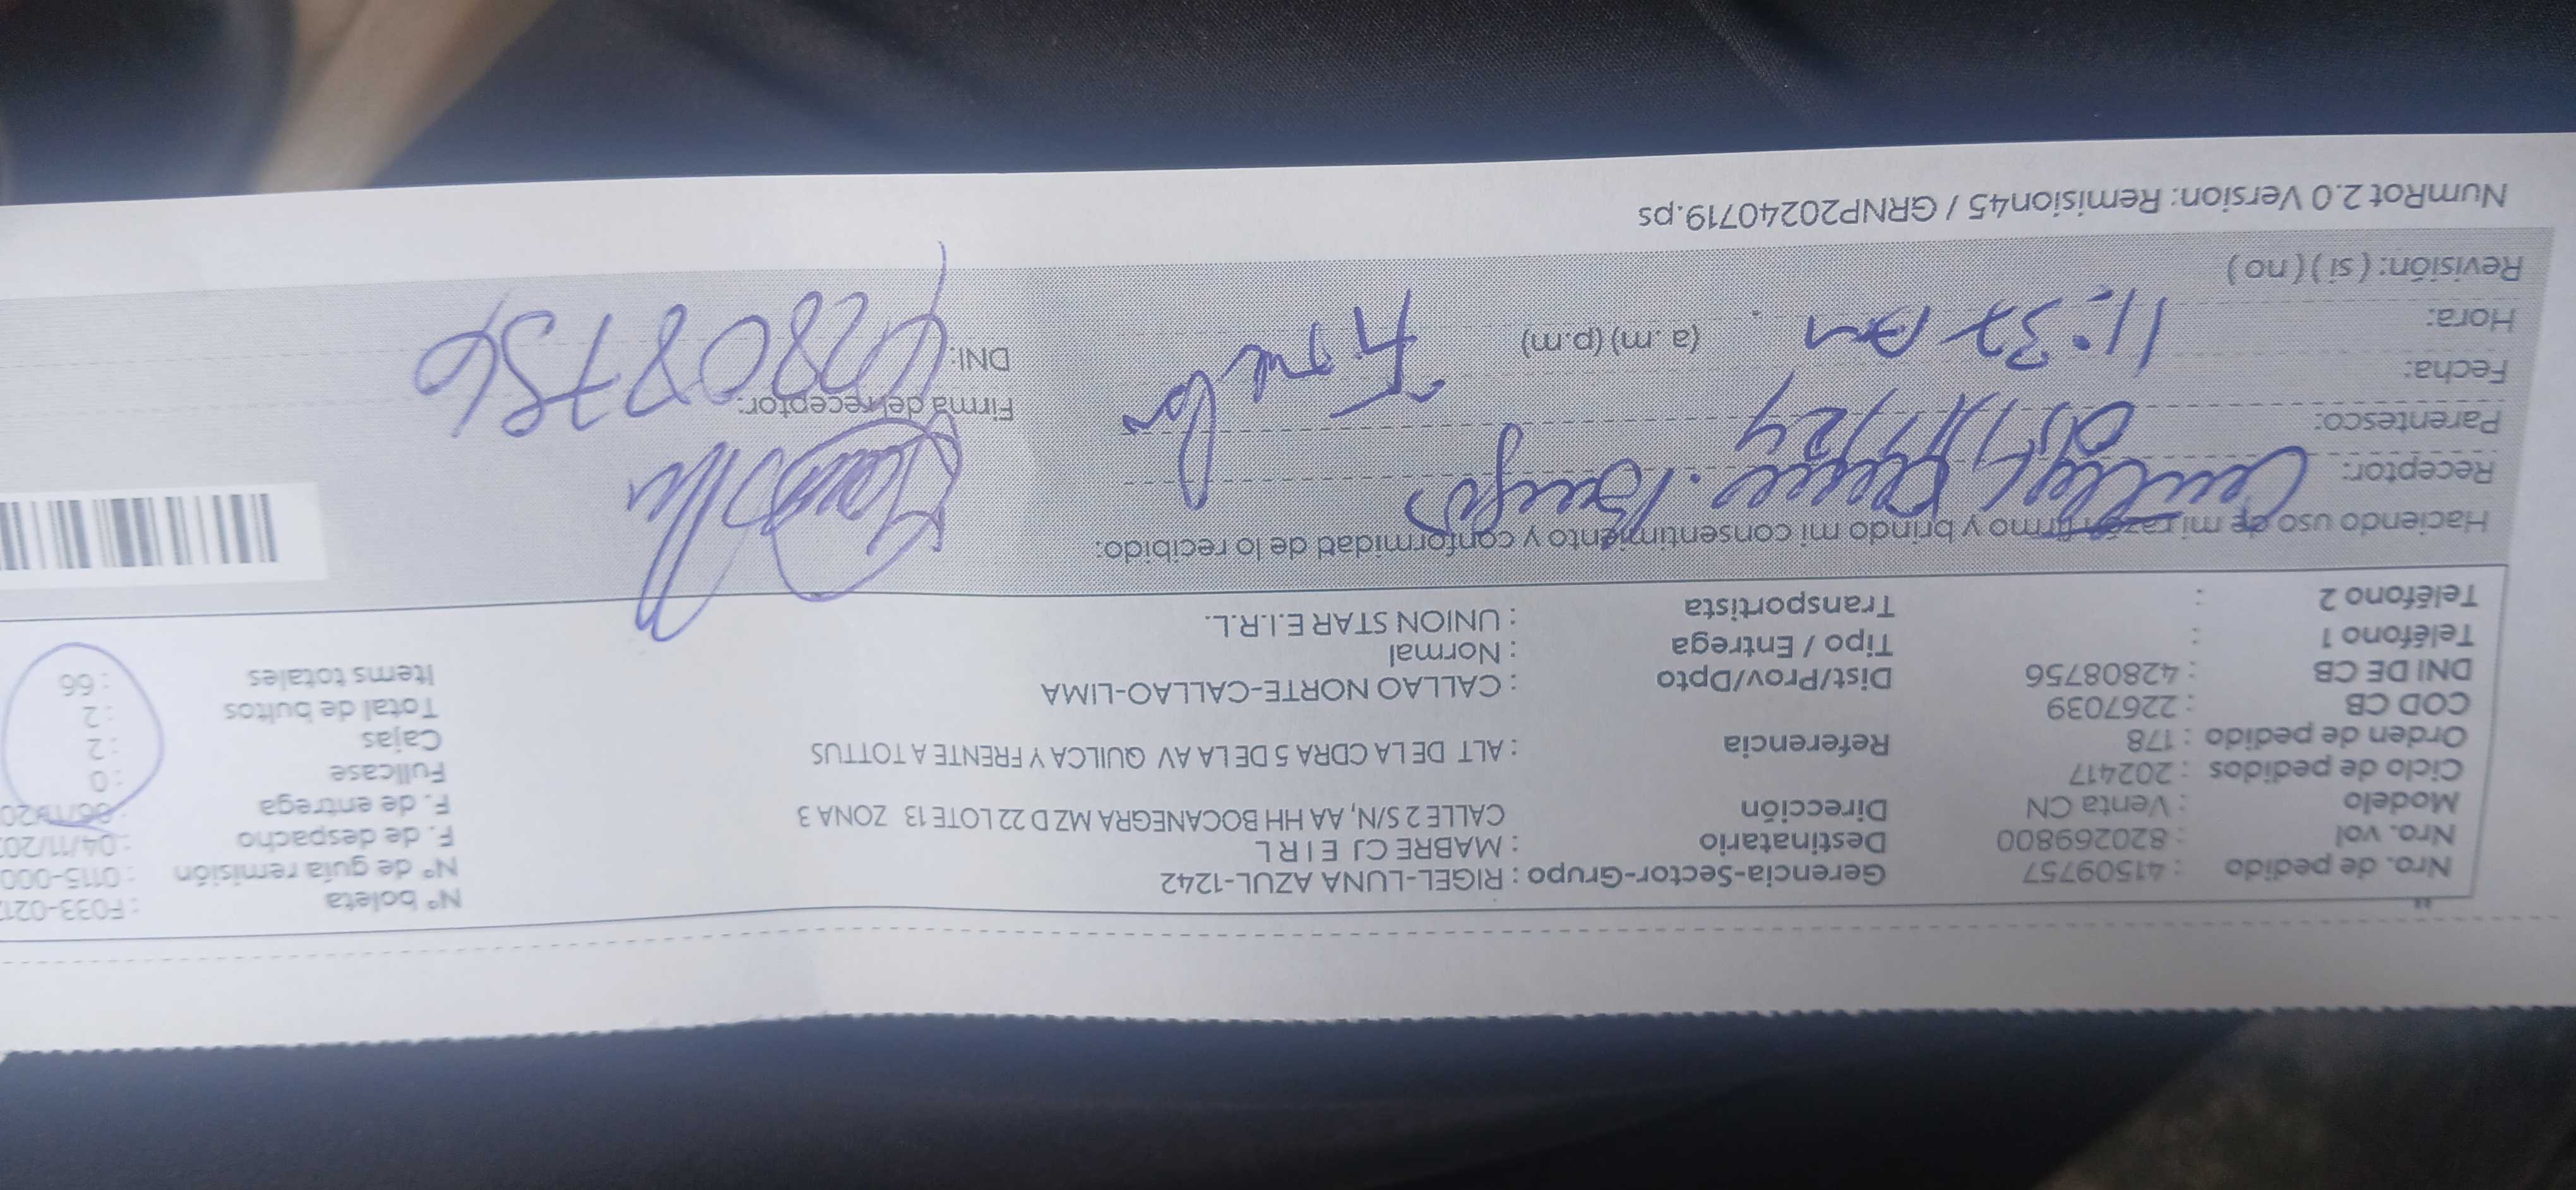 Nro. de pedido : 41509757 Gerencia-Sector-Grupo : RIGEL-LUNA AZUL-1242 N° boleta : F033-021
Nro. vol : 820269800 Destinatario : MABRE CJ E I R L N° de guía remisión : 0115-000
Modelo : Venta CN Dirección CALLE 2 S/N, AA HH BOCANEGRA MZ D 22 LOTE 13 ZONA 3 F. de despacho : 04/11/20
Ciclo de pedidos : 202417 F. de entrega : 06/11/20
Orden de pedido : 178 Referencia : ALT DE LA CDRA 5 DE LA AV QUILCA Y FRENTE A TOTTUS Fullcase : 0
COD CB : 2267039 Cajas : 2
DNI DE CB : 42808756 Dist/Prov/Dpto : CALLAO NORTE-CALLAO-LIMA Total de bultos : 2
Teléfono 1 : Tipo / Entrega : Normal Items totales : 66
Teléfono 2 : Transportista : UNION STAR E.I.R.L.
Haciendo uso de mi razón firmo y brindo mi consentimiento y conformidad de lo recibido:
Receptor:
Parentesco: Firma del receptor:
Fecha: 05/11/24 DNI: 42808756
Hora: 11:37 am (a.m) (p.m)
Revisión: ( si ) ( no )
NumRot 2.0 Version: Remision45 / GRNP20240719.ps